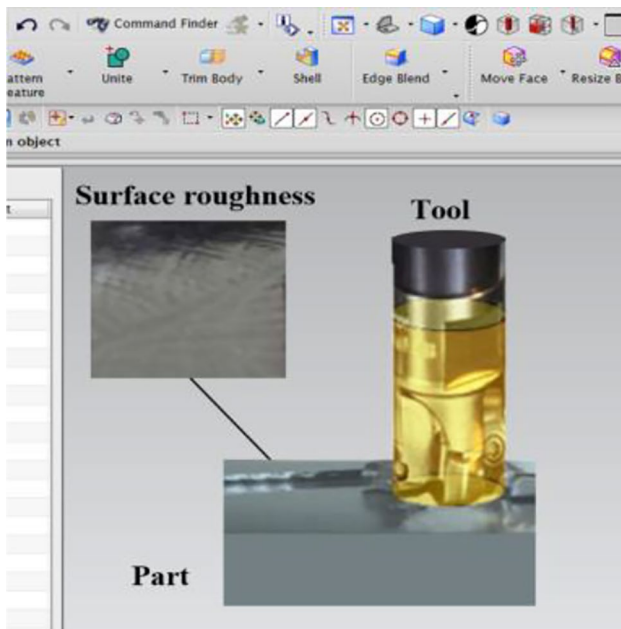 Command Finder
attern
eature
Unite
Trim Body
Shell
Edge Blend
Move Face
Resize B
n object
t
Surface roughness
Tool
Part